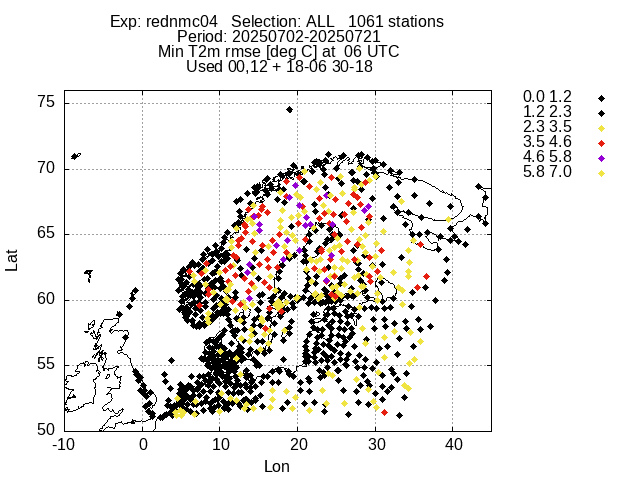 Exp: rednmc04   Selection: ALL   1061 stations
Period: 20250702-20250721
Min T2m rmse [deg C] at  06 UTC
Used 00,12 + 18-06 30-18
0.0 1.2
1.2 2.3
2.3 3.5
3.5 4.6
4.6 5.8
5.8 7.0
75
70
65
60
55
50
Lat
-10 0 10 20 30 40
Lon